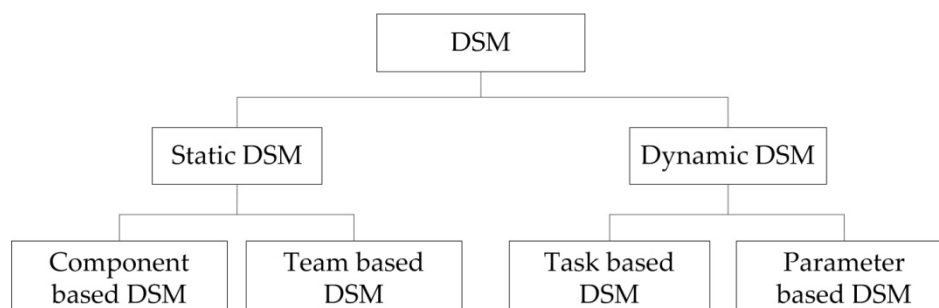 DSM
Static DSM
Dynamic DSM
Component
based DSM
Team based
DSM
Task based
DSM
Parameter
based DSM